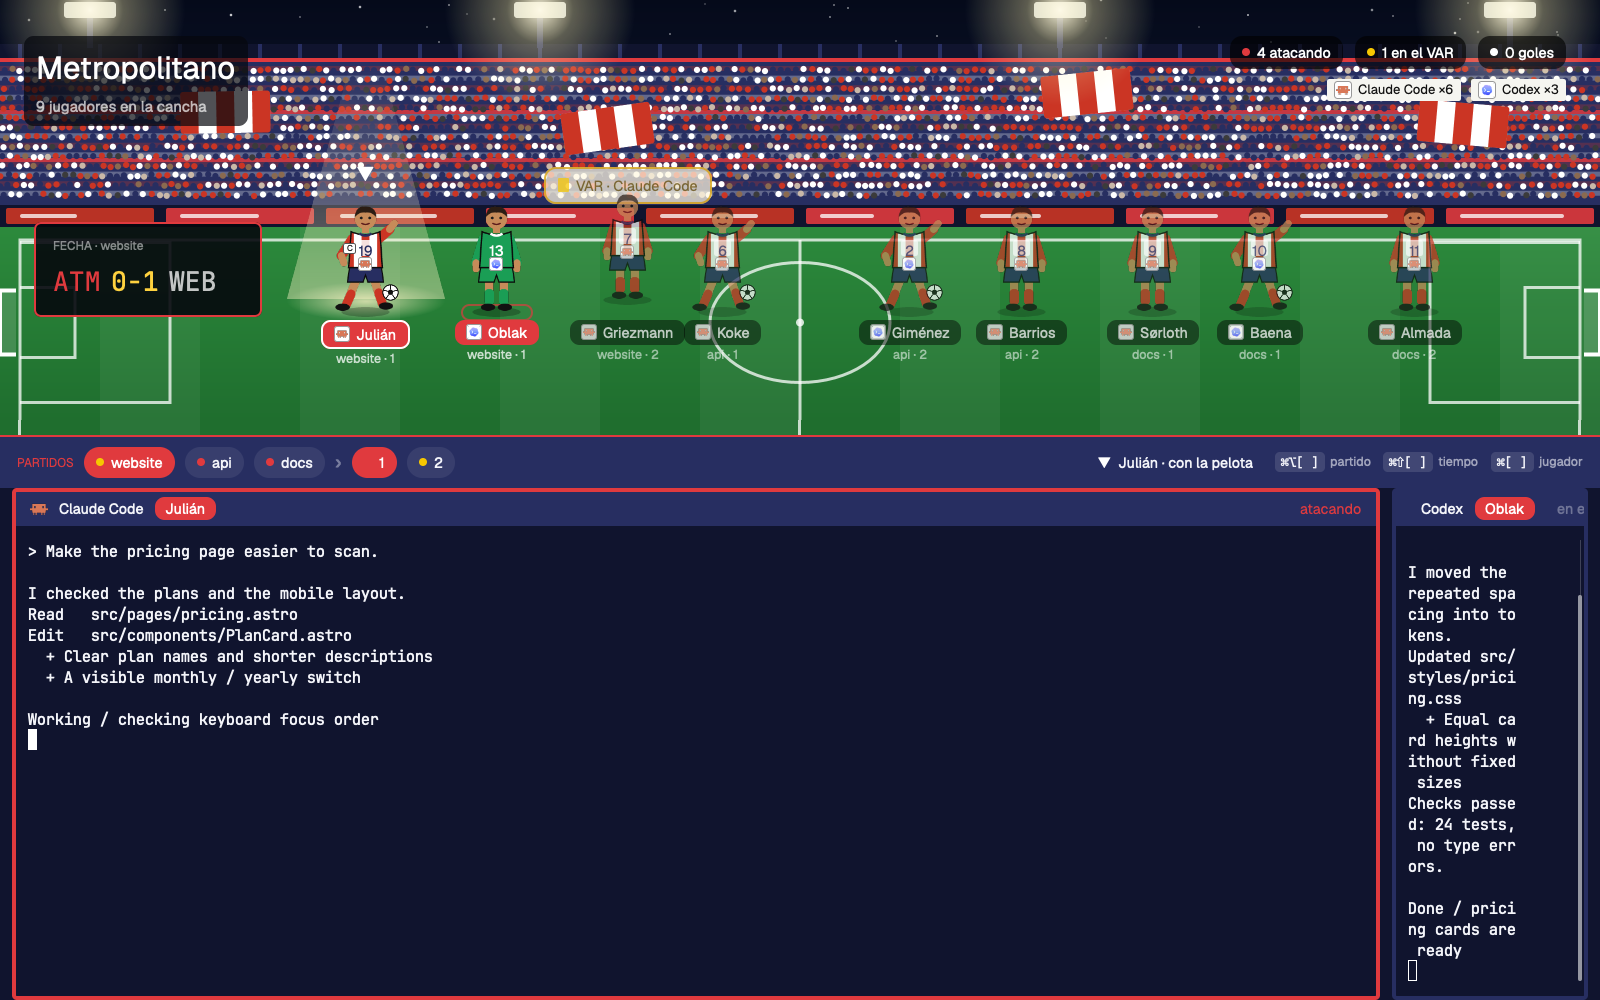 Metropolitano
9 jugadores en la cancha
4 atacando
1 en el VAR
0 goles
Claude Code ×6
Codex ×3
VAR · Claude Code
FECHA · website
ATM 0-1 WEB
C
19
13
7
6
2
8
9
10
11
Julián
website · 1
Oblak
website · 1
Griezmann
website · 2
Koke
api · 1
Giménez
api · 2
Barrios
api · 2
Sørloth
docs · 1
Baena
docs · 1
Almada
docs · 2
PARTIDOS
website
api
docs
›
1
2
▼ Julián · con la pelota
⌘⌥[ ] partido
⌘⇧[ ] tiempo
⌘[ ] jugador
Claude Code
Julián
atacando
> Make the pricing page easier to scan.
I checked the plans and the mobile layout.
Read src/pages/pricing.astro
Edit src/components/PlanCard.astro
+ Clear plan names and shorter descriptions
+ A visible monthly / yearly switch
Working / checking keyboard focus order
Codex
Oblak
en e
I moved the
repeated spa
cing into to
kens.
Updated src/
styles/prici
ng.css
+ Equal ca
rd heights w
ithout fixed
sizes
Checks passe
d: 24 tests,
no type err
ors.
Done / prici
ng cards are
ready